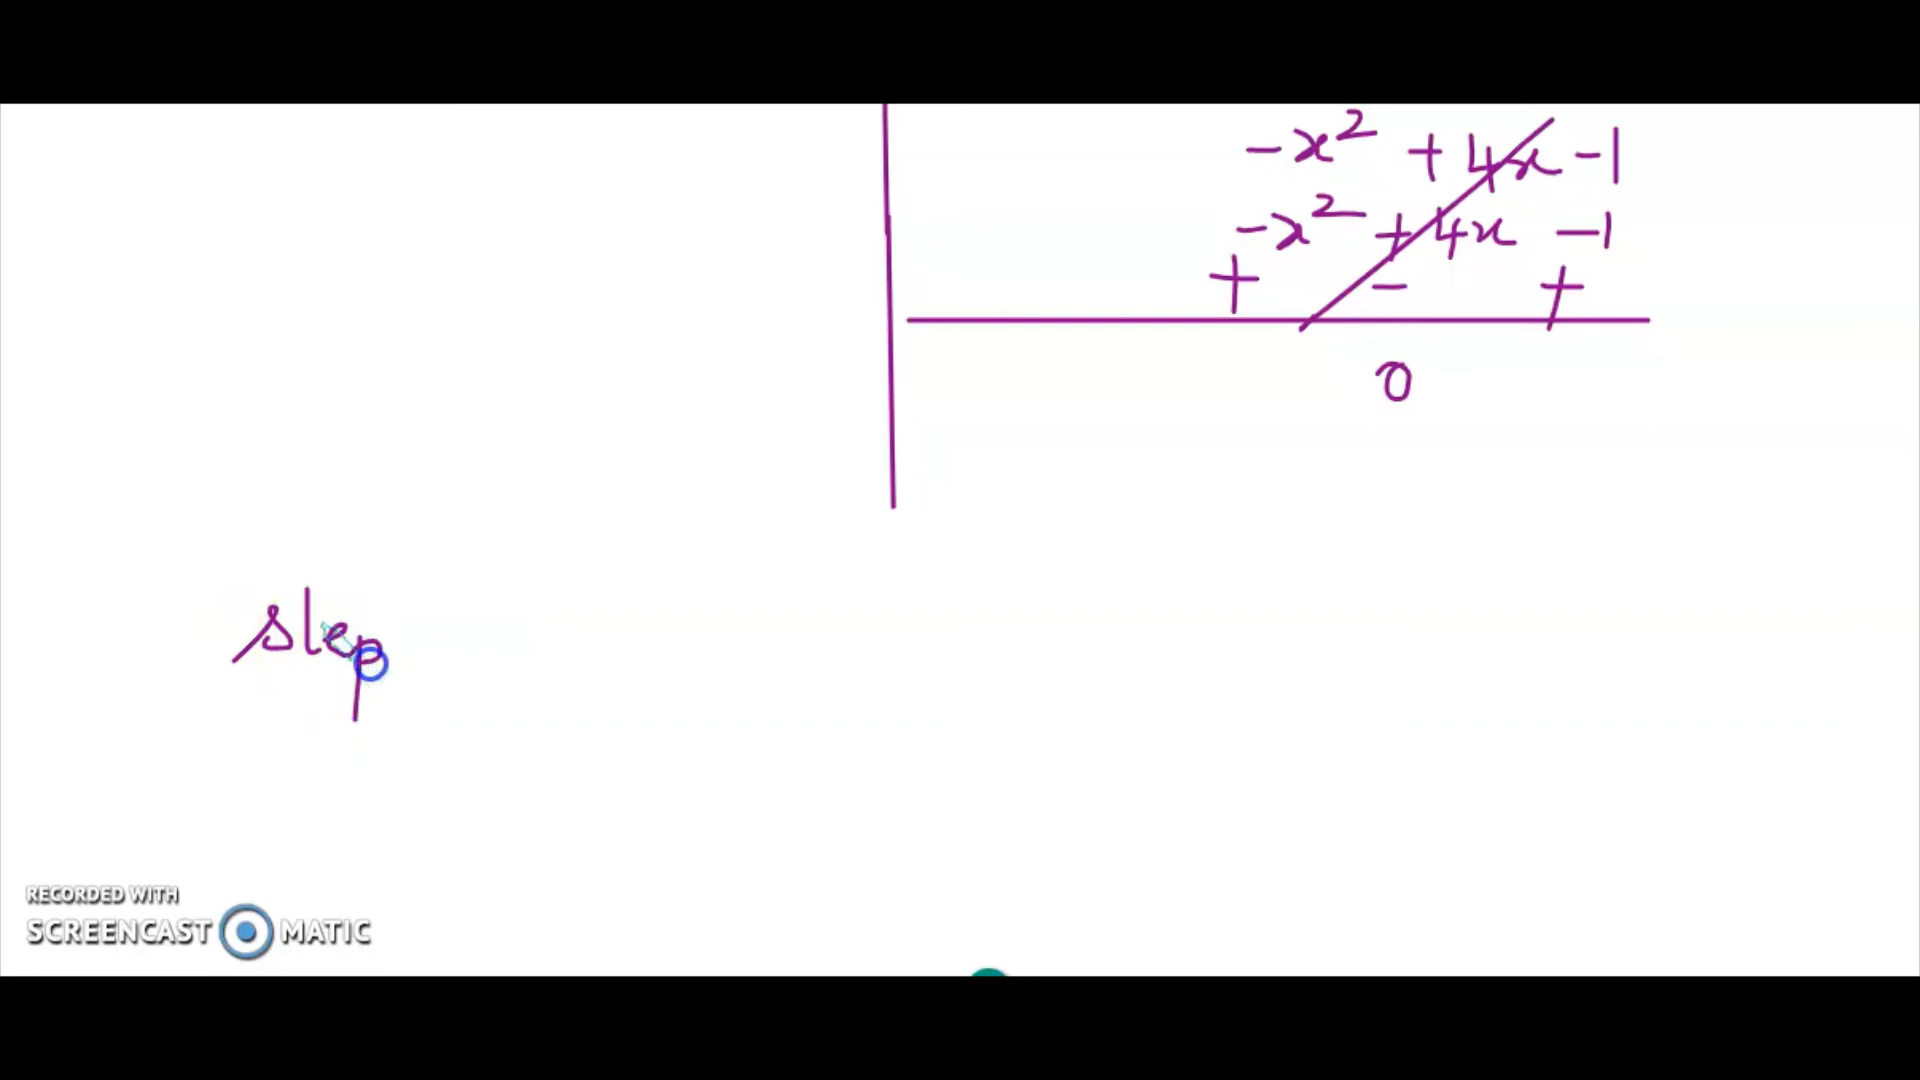 -x² + 4x - 1
-x² + 4x - 1
+ - +
0
step
RECORDED WITH
SCREENCAST MATIC